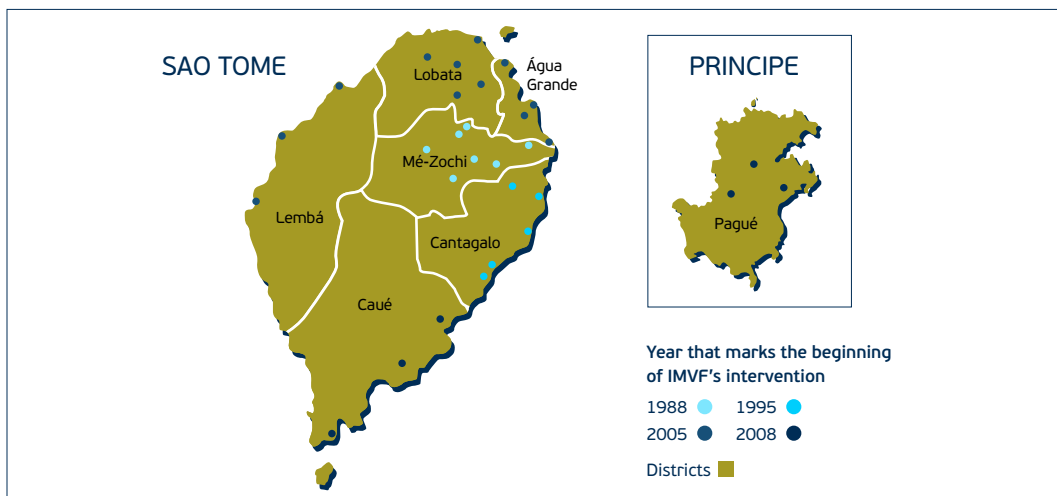 SAO TOME
Lobata
Água
Grande
Mé-Zochi
Lembá
Cantagalo
Caué
PRINCIPE
Pagué
Year that marks the beginning
of IMVF's intervention
1988 1995
2005 2008
Districts